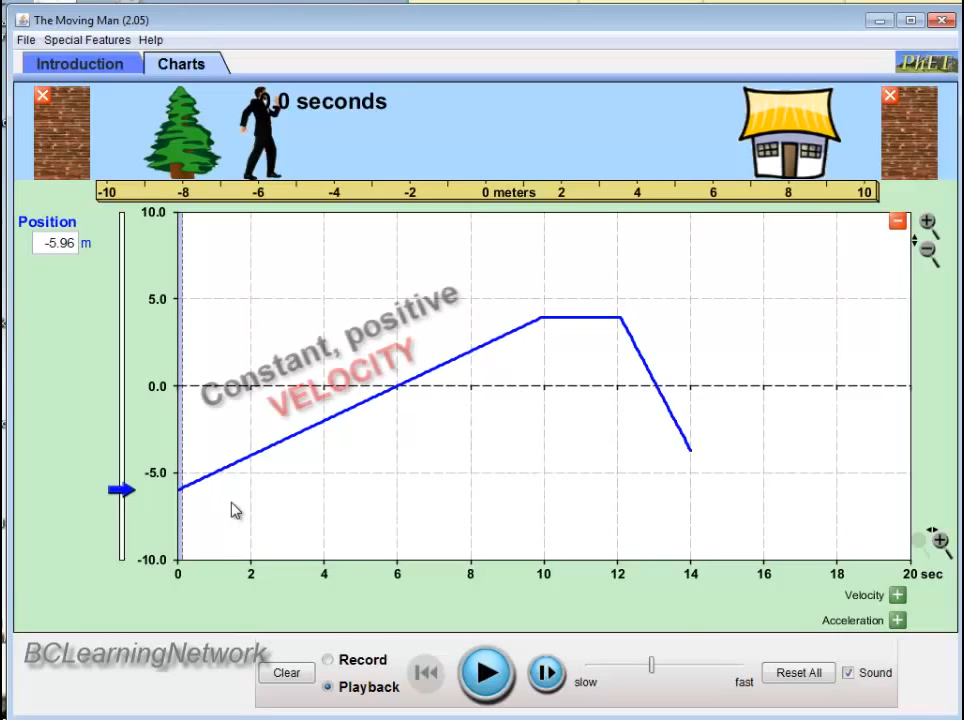 The Moving Man (2.05)
File Special Features Help
Introduction Charts
PhET
0.0 seconds
-10 -8 -6 -4 -2 0 meters 2 4 6 8 10
Position
-5.96 m
10.0
5.0
0.0
-5.0
-10.0
Constant, positive
VELOCITY
0 2 4 6 8 10 12 14 16 18 20 sec
Velocity
Acceleration
BCLearningNetwork
Clear
Record
Playback
slow
fast
Reset All
Sound